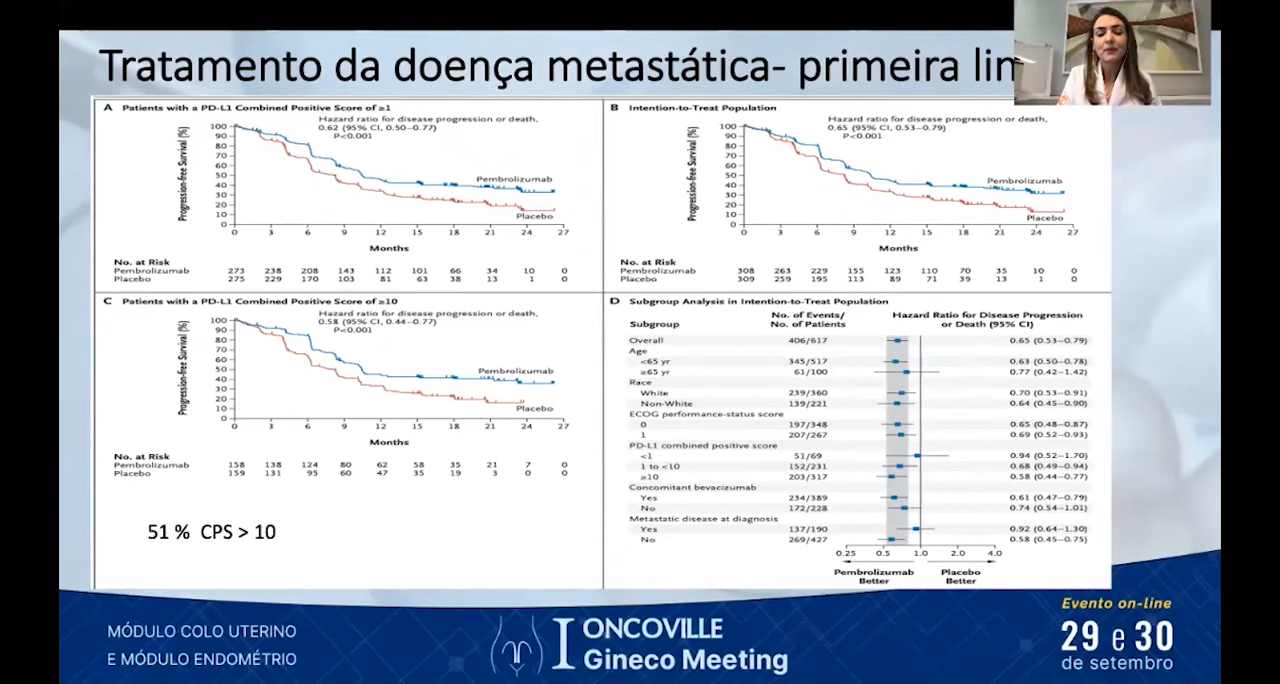 Tratamento da doença metastática- primeira lin
A Patients with a PD-L1 Combined Positive Score of ≥1
Hazard ratio for disease progression or death,
0.62 (95% CI, 0.50–0.77)
P<0.001
Progression-free Survival (%)
100
90
80
70
60
50
40
30
20
10
0
Pembrolizumab
Placebo
0 3 6 9 12 15 18 21 24 27
Months
No. at Risk
Pembrolizumab 273 238 208 143 112 101 66 34 10 0
Placebo 275 229 170 103 81 63 38 13 1 0
B Intention-to-Treat Population
Hazard ratio for disease progression or death,
0.65 (95% CI, 0.53–0.79)
P<0.001
Progression-free Survival (%)
100
90
80
70
60
50
40
30
20
10
0
Pembrolizumab
Placebo
0 3 6 9 12 15 18 21 24 27
Months
No. at Risk
Pembrolizumab 308 263 229 155 123 110 70 35 10 0
Placebo 309 259 195 113 89 71 39 13 1 0
C Patients with a PD-L1 Combined Positive Score of ≥10
Hazard ratio for disease progression or death,
0.58 (95% CI, 0.44–0.77)
P<0.001
Progression-free Survival (%)
100
90
80
70
60
50
40
30
20
10
0
Pembrolizumab
Placebo
0 3 6 9 12 15 18 21 24 27
Months
No. at Risk
Pembrolizumab 158 138 124 80 62 58 35 21 7 0
Placebo 159 131 95 60 47 35 19 3 0 0
51 % CPS > 10
D Subgroup Analysis in Intention-to-Treat Population
Subgroup
No. of Events/
No. of Patients
Hazard Ratio for Disease Progression
or Death (95% CI)
Overall 406/617 0.65 (0.53–0.79)
Age
<65 yr 345/517 0.63 (0.50–0.78)
≥65 yr 61/100 0.77 (0.42–1.42)
Race
White 239/360 0.70 (0.53–0.91)
Non-White 139/221 0.64 (0.45–0.90)
ECOG performance-status score
0 197/348 0.65 (0.48–0.87)
1 207/267 0.69 (0.52–0.93)
PD-L1 combined positive score
<1 51/69 0.94 (0.52–1.70)
1 to <10 152/231 0.68 (0.49–0.94)
≥10 203/317 0.58 (0.44–0.77)
Concomitant bevacizumab
Yes 234/389 0.61 (0.47–0.79)
No 172/228 0.74 (0.54–1.01)
Metastatic disease at diagnosis
Yes 137/190 0.92 (0.64–1.30)
No 269/427 0.58 (0.45–0.75)
0.25 0.5 1.0 2.0 4.0
Pembrolizumab
Better
Placebo
Better
MÓDULO COLO UTERINO
E MÓDULO ENDOMÉTRIO
I ONCOVILLE
Gineco Meeting
Evento on-line
29 e 30
de setembro